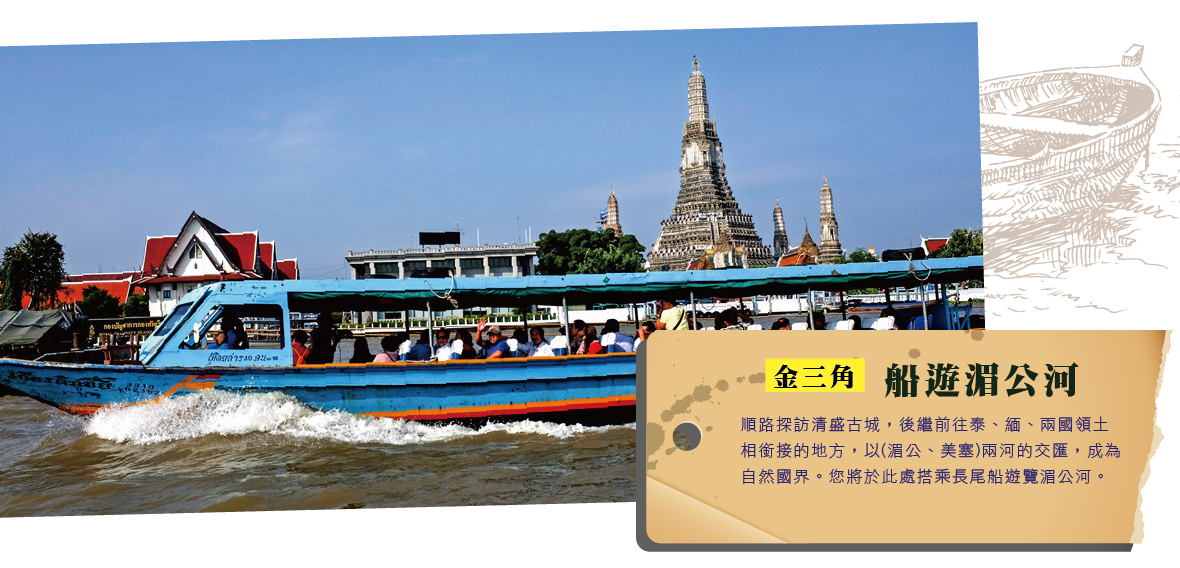 金三角 船遊湄公河
順路探訪清盛古城，後繼前往泰、緬、兩國領土
相銜接的地方，以(湄公、美塞)兩河的交匯，成為
自然國界。您將於此處搭乘長尾船遊覽湄公河。